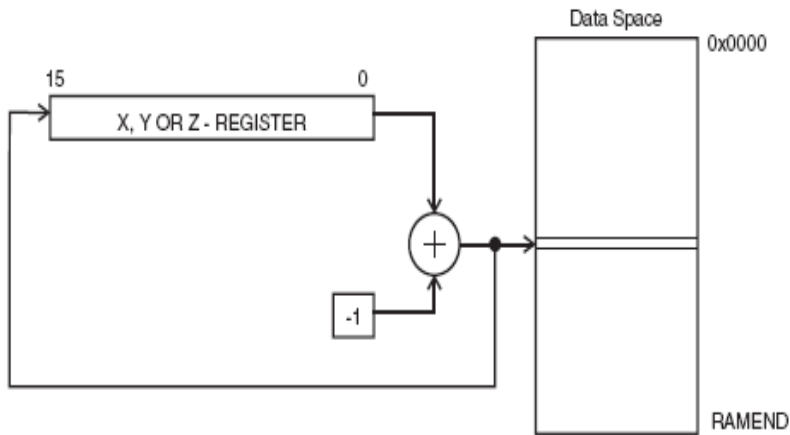 Data Space
0x0000
15 0
X, Y OR Z - REGISTER
+
-1
RAMEND